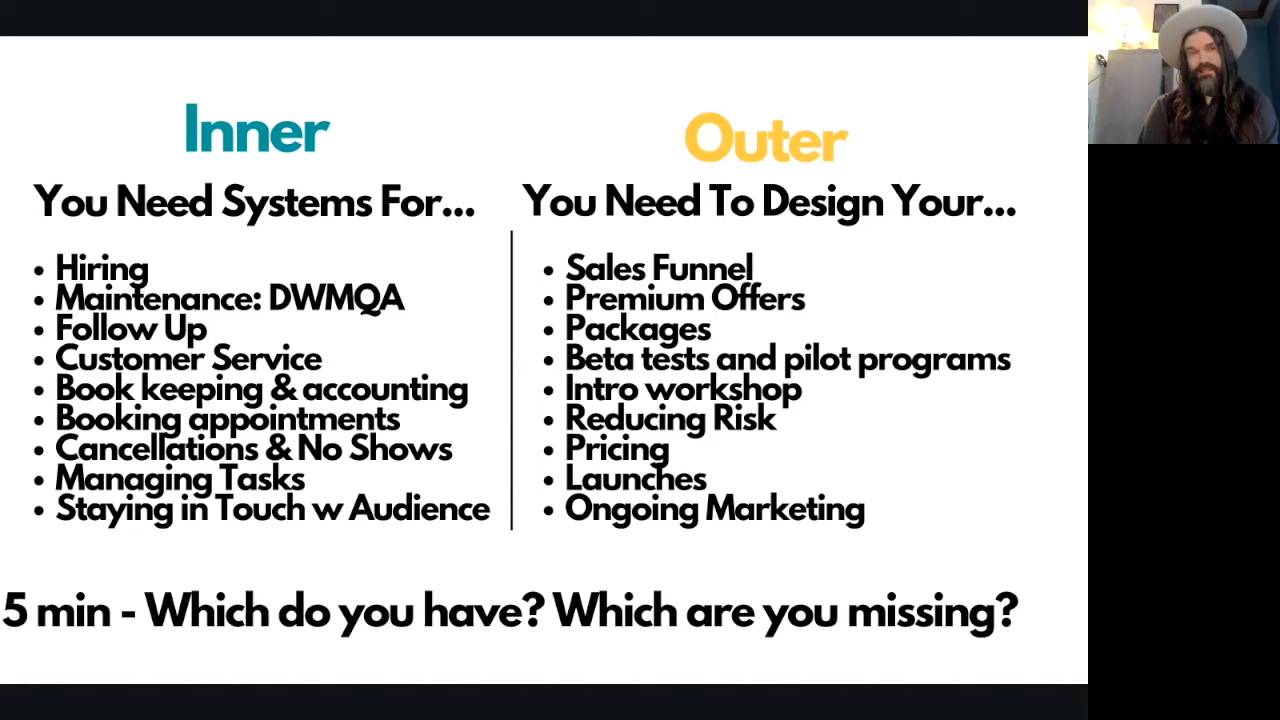 Inner
You Need Systems For...
• Hiring
• Maintenance: DWMQA
• Follow Up
• Customer Service
• Book keeping & accounting
• Booking appointments
• Cancellations & No Shows
• Managing Tasks
• Staying in Touch w Audience
Outer
You Need To Design Your...
• Sales Funnel
• Premium Offers
• Packages
• Beta tests and pilot programs
• Intro workshop
• Reducing Risk
• Pricing
• Launches
• Ongoing Marketing
5 min - Which do you have? Which are you missing?